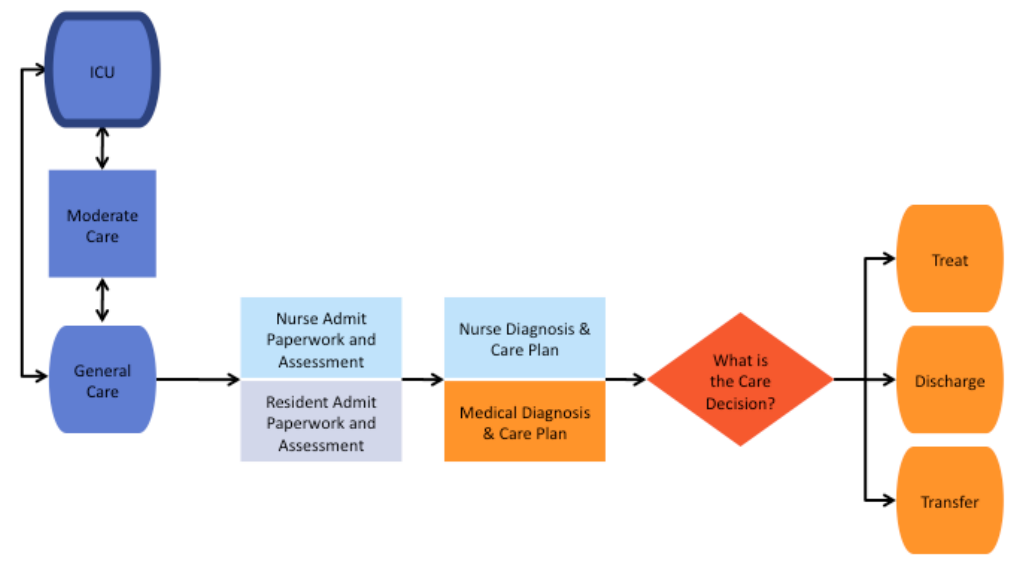 ICU
Moderate
Care
General
Care
Nurse Admit
Paperwork and
Assessment
Resident Admit
Paperwork and
Assessment
Nurse Diagnosis &
Care Plan
Medical Diagnosis
& Care Plan
What is
the Care
Decision?
Treat
Discharge
Transfer